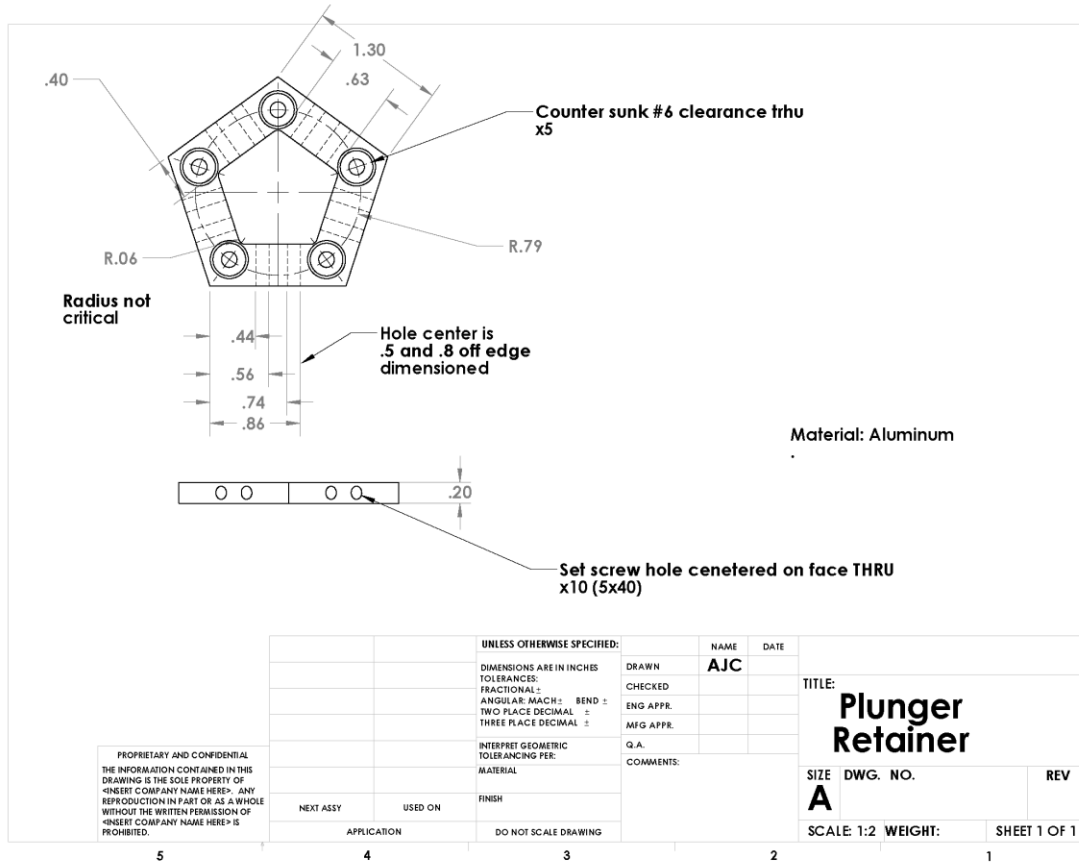 1.30
.63
.40
Counter sunk #6 clearance trhu
x5
R.79
R.06
Radius not
critical
.44
.56
.74
.86
Hole center is
.5 and .8 off edge
dimensioned
Material: Aluminum
.
.20
Set screw hole cenetered on face THRU
x10 (5x40)
UNLESS OTHERWISE SPECIFIED:
DIMENSIONS ARE IN INCHES
TOLERANCES:
FRACTIONAL±
ANGULAR: MACH± BEND ±
TWO PLACE DECIMAL ±
THREE PLACE DECIMAL ±
INTERPRET GEOMETRIC
TOLERANCING PER:
MATERIAL
FINISH
DO NOT SCALE DRAWING
NAME DATE
DRAWN AJC
CHECKED
ENG APPR.
MFG APPR.
Q.A.
COMMENTS:
TITLE:
Plunger
Retainer
SIZE DWG. NO. REV
A
SCALE: 1:2 WEIGHT: SHEET 1 OF 1
PROPRIETARY AND CONFIDENTIAL
THE INFORMATION CONTAINED IN THIS
DRAWING IS THE SOLE PROPERTY OF
<INSERT COMPANY NAME HERE>. ANY
REPRODUCTION IN PART OR AS A WHOLE
WITHOUT THE WRITTEN PERMISSION OF
<INSERT COMPANY NAME HERE> IS
PROHIBITED.
NEXT ASSY USED ON
APPLICATION
5 4 3 2 1